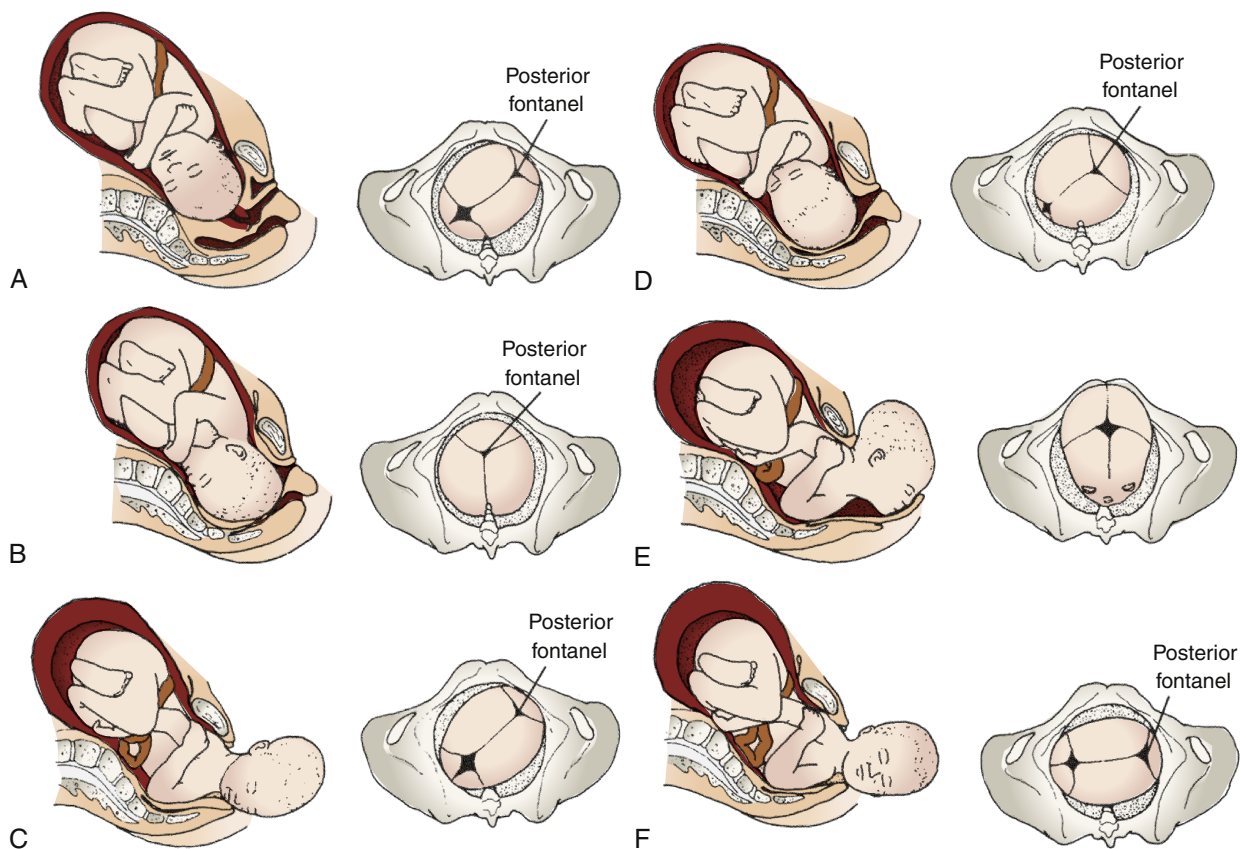 Posterior
fontanel
A
Posterior
fontanel
D
Posterior
fontanel
B
E
Posterior
fontanel
C
Posterior
fontanel
F